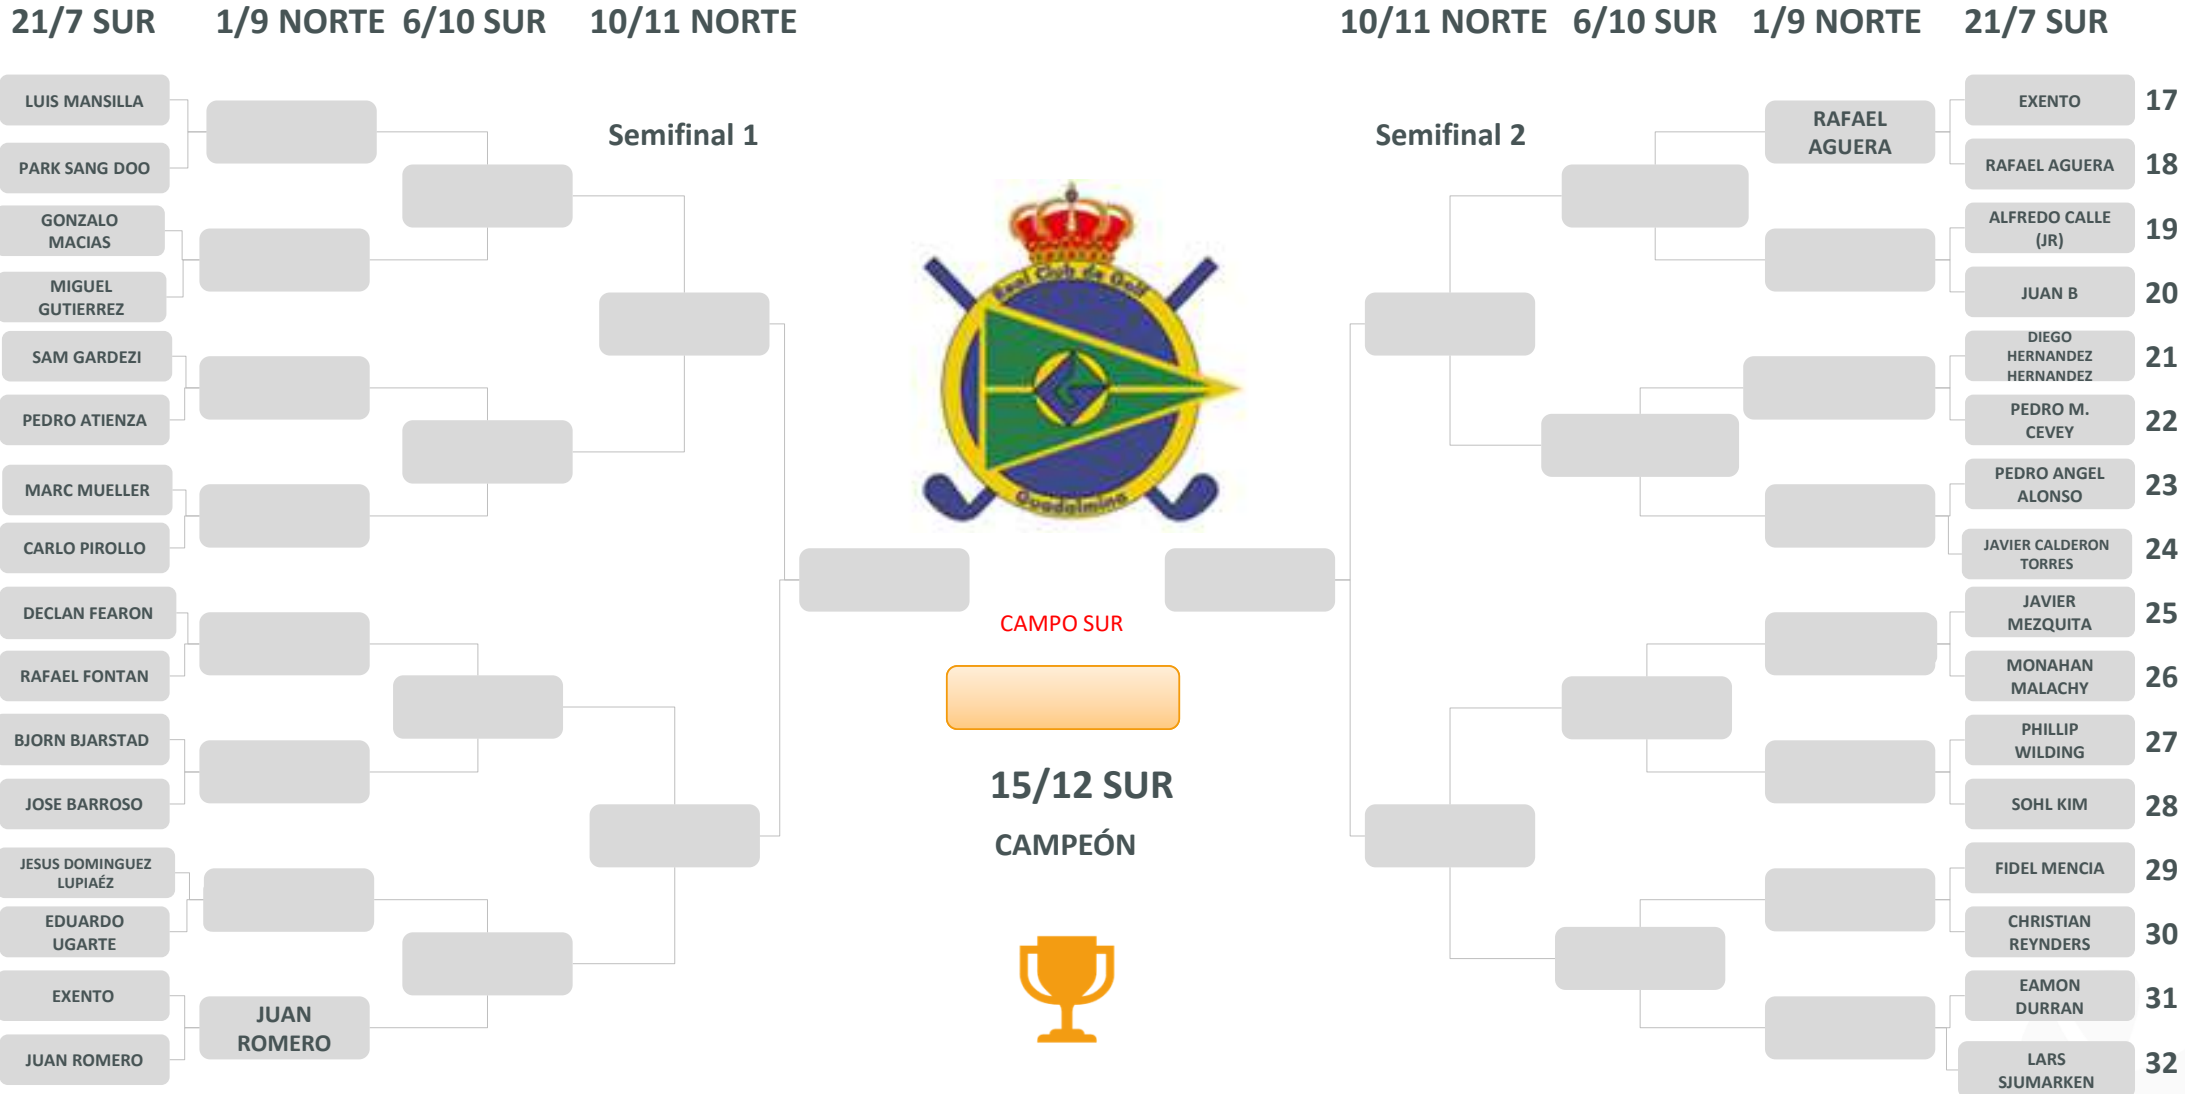 21/7 SUR
1/9 NORTE
6/10 SUR
10/11 NORTE
10/11 NORTE
6/10 SUR
1/9 NORTE
21/7 SUR
Semifinal 1
Semifinal 2
LUIS MANSILLA
PARK SANG DOO
GONZALO
MACIAS
MIGUEL
GUTIERREZ
SAM GARDEZI
PEDRO ATIENZA
MARC MUELLER
CARLO PIROLLO
DECLAN FEARON
RAFAEL FONTAN
BJORN BJARSTAD
JOSE BARROSO
JESUS DOMINGUEZ
LUPIAÉZ
EDUARDO
UGARTE
EXENTO
JUAN ROMERO
JUAN
ROMERO
Real Club de Golf
Guadalmina
CAMPO SUR
15/12 SUR
CAMPEÓN
RAFAEL
AGUERA
EXENTO
17
RAFAEL AGUERA
18
ALFREDO CALLE
(JR)
19
JUAN B
20
DIEGO
HERNANDEZ
HERNANDEZ
21
PEDRO M.
CEVEY
22
PEDRO ANGEL
ALONSO
23
JAVIER CALDERON
TORRES
24
JAVIER
MEZQUITA
25
MONAHAN
MALACHY
26
PHILLIP
WILDING
27
SOHL KIM
28
FIDEL MENCIA
29
CHRISTIAN
REYNDERS
30
EAMON
DURRAN
31
LARS
SJUMARKEN
32